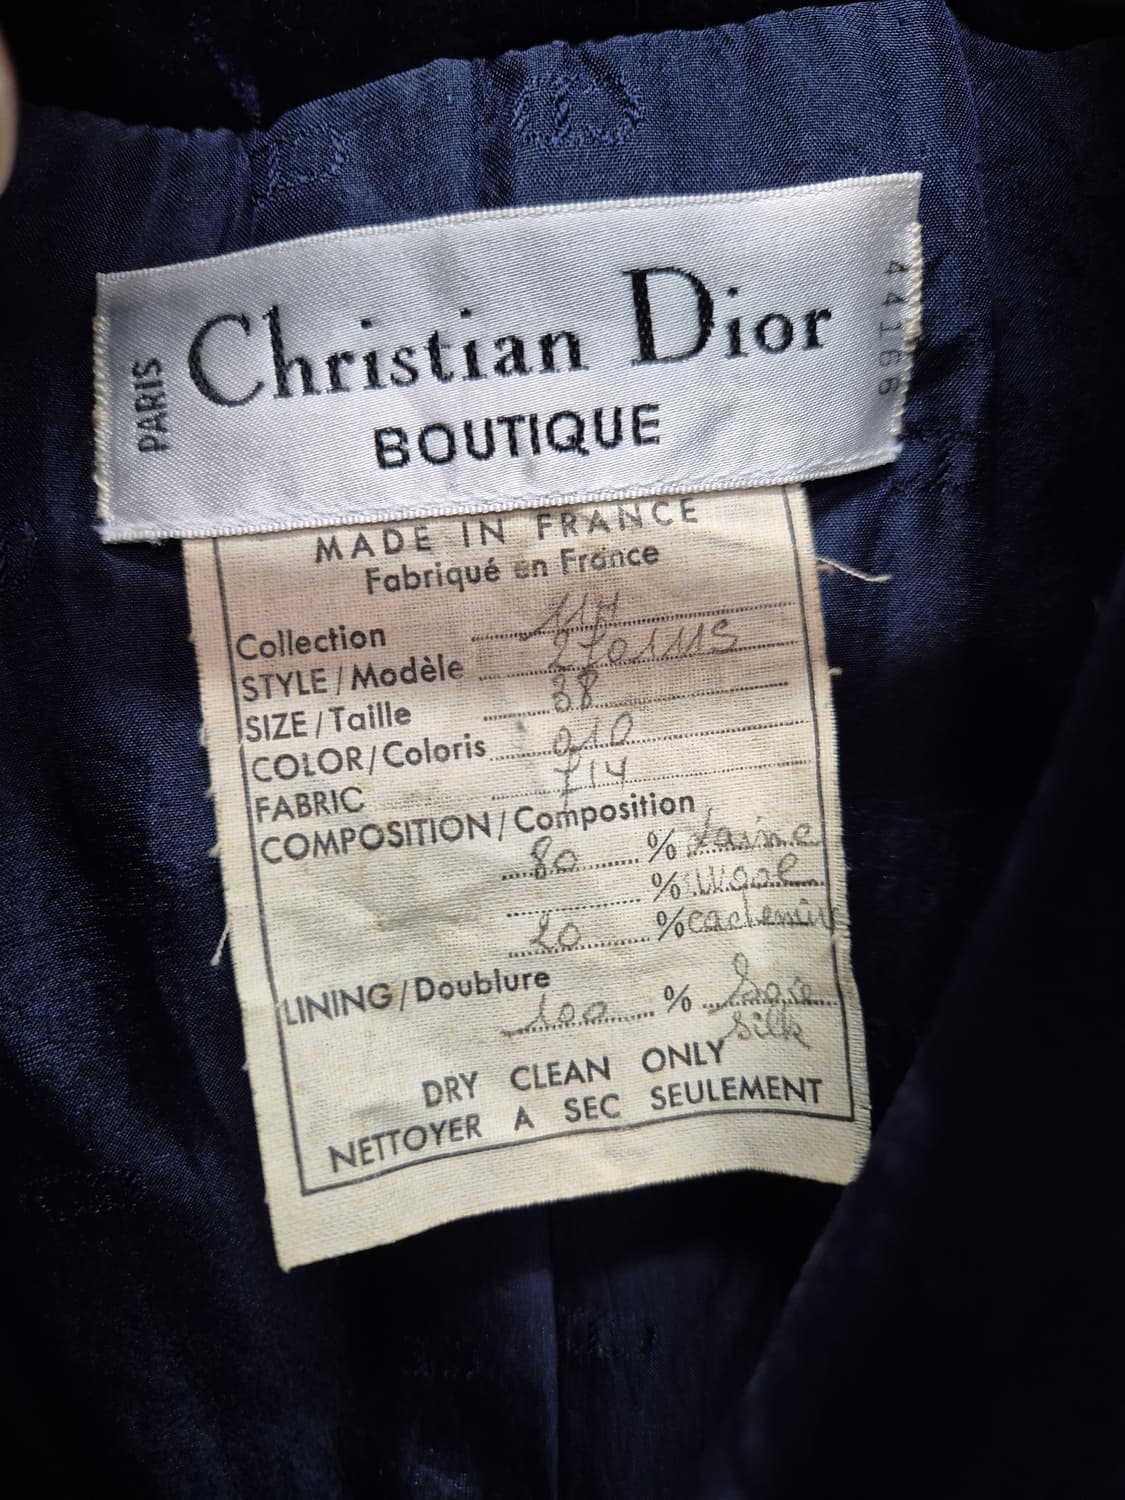 PARIS
Christian Dior
BOUTIQUE
44166
MADE IN FRANCE
Fabriqué en France
Collection
STYLE / Modèle
SIZE / Taille 38
COLOR / Coloris 010
FABRIC F14
COMPOSITION / Composition
80 % Laine
% Wool
20 % cachemire
LINING / Doublure
100 % Soie
Silk
DRY CLEAN ONLY
NETTOYER A SEC SEULEMENT